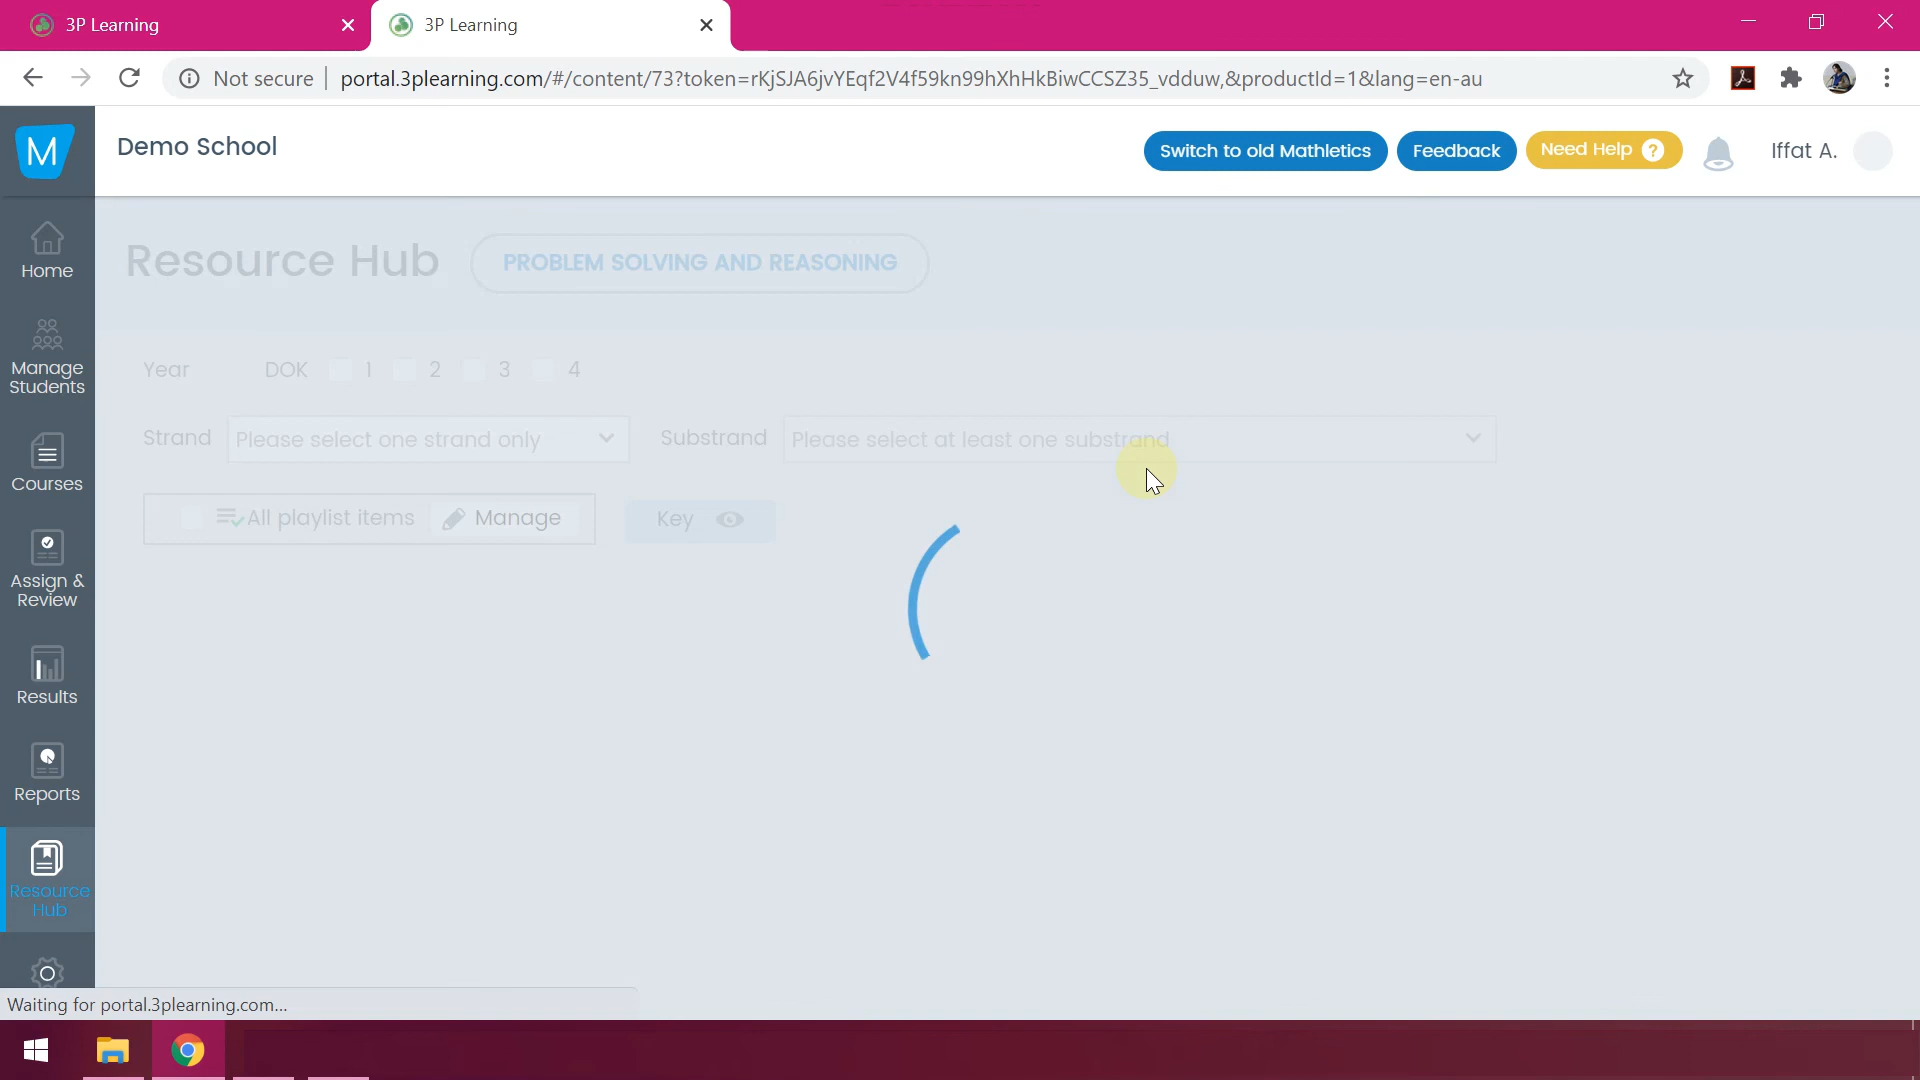 3P Learning
3P Learning
Not secure
portal.3plearning.com/#/content/73?token=rKjSJA6jvYEqf2V4f59kn99hXhHkBiwCCSZ35_vdduw,&productId=1&lang=en-au
M
Demo School
Switch to old Mathletics
Feedback
Need Help ?
Iffat A.
Home
Manage
Students
Courses
Assign &
Review
Results
Reports
Resource
Hub
Resource Hub
PROBLEM SOLVING AND REASONING
Year DOK 1 2 3 4
Strand Please select one strand only Substrand Please select at least one substrand
All playlist items Manage Key
Waiting for portal.3plearning.com...